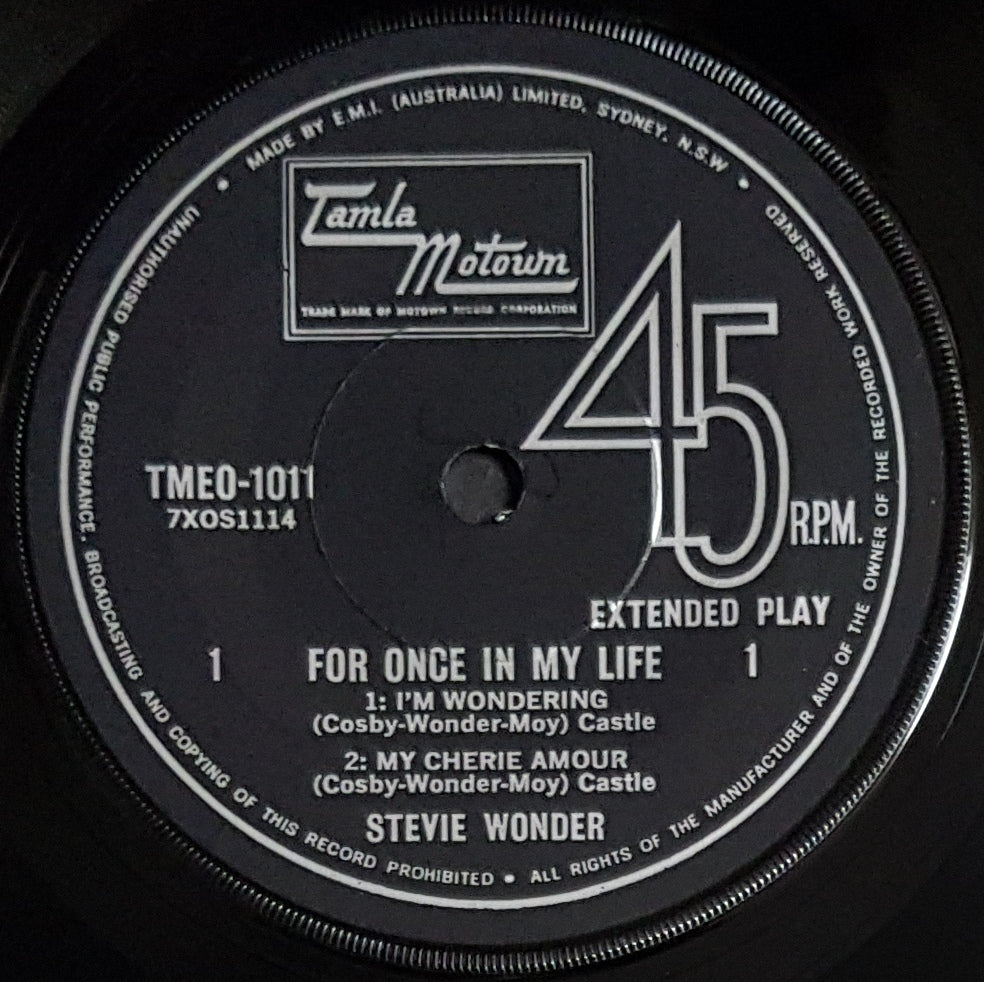 MADE BY E.M.I. (AUSTRALIA) LIMITED, SYDNEY, N.S.W
Tamla
Motown
TRADE MARK OF MOTOWN RECORD CORPORATION
45
R.P.M.
EXTENDED PLAY
TMEO-1011
7XOS1114
1 FOR ONCE IN MY LIFE 1
1: I'M WONDERING
(Cosby-Wonder-Moy) Castle
2: MY CHERIE AMOUR
(Cosby-Wonder-Moy) Castle
STEVIE WONDER
UNAUTHORISED PUBLIC PERFORMANCE, BROADCASTING AND COPYING OF THIS RECORD PROHIBITED • ALL RIGHTS OF THE MANUFACTURER AND OF THE OWNER OF THE RECORDED WORK RESERVED